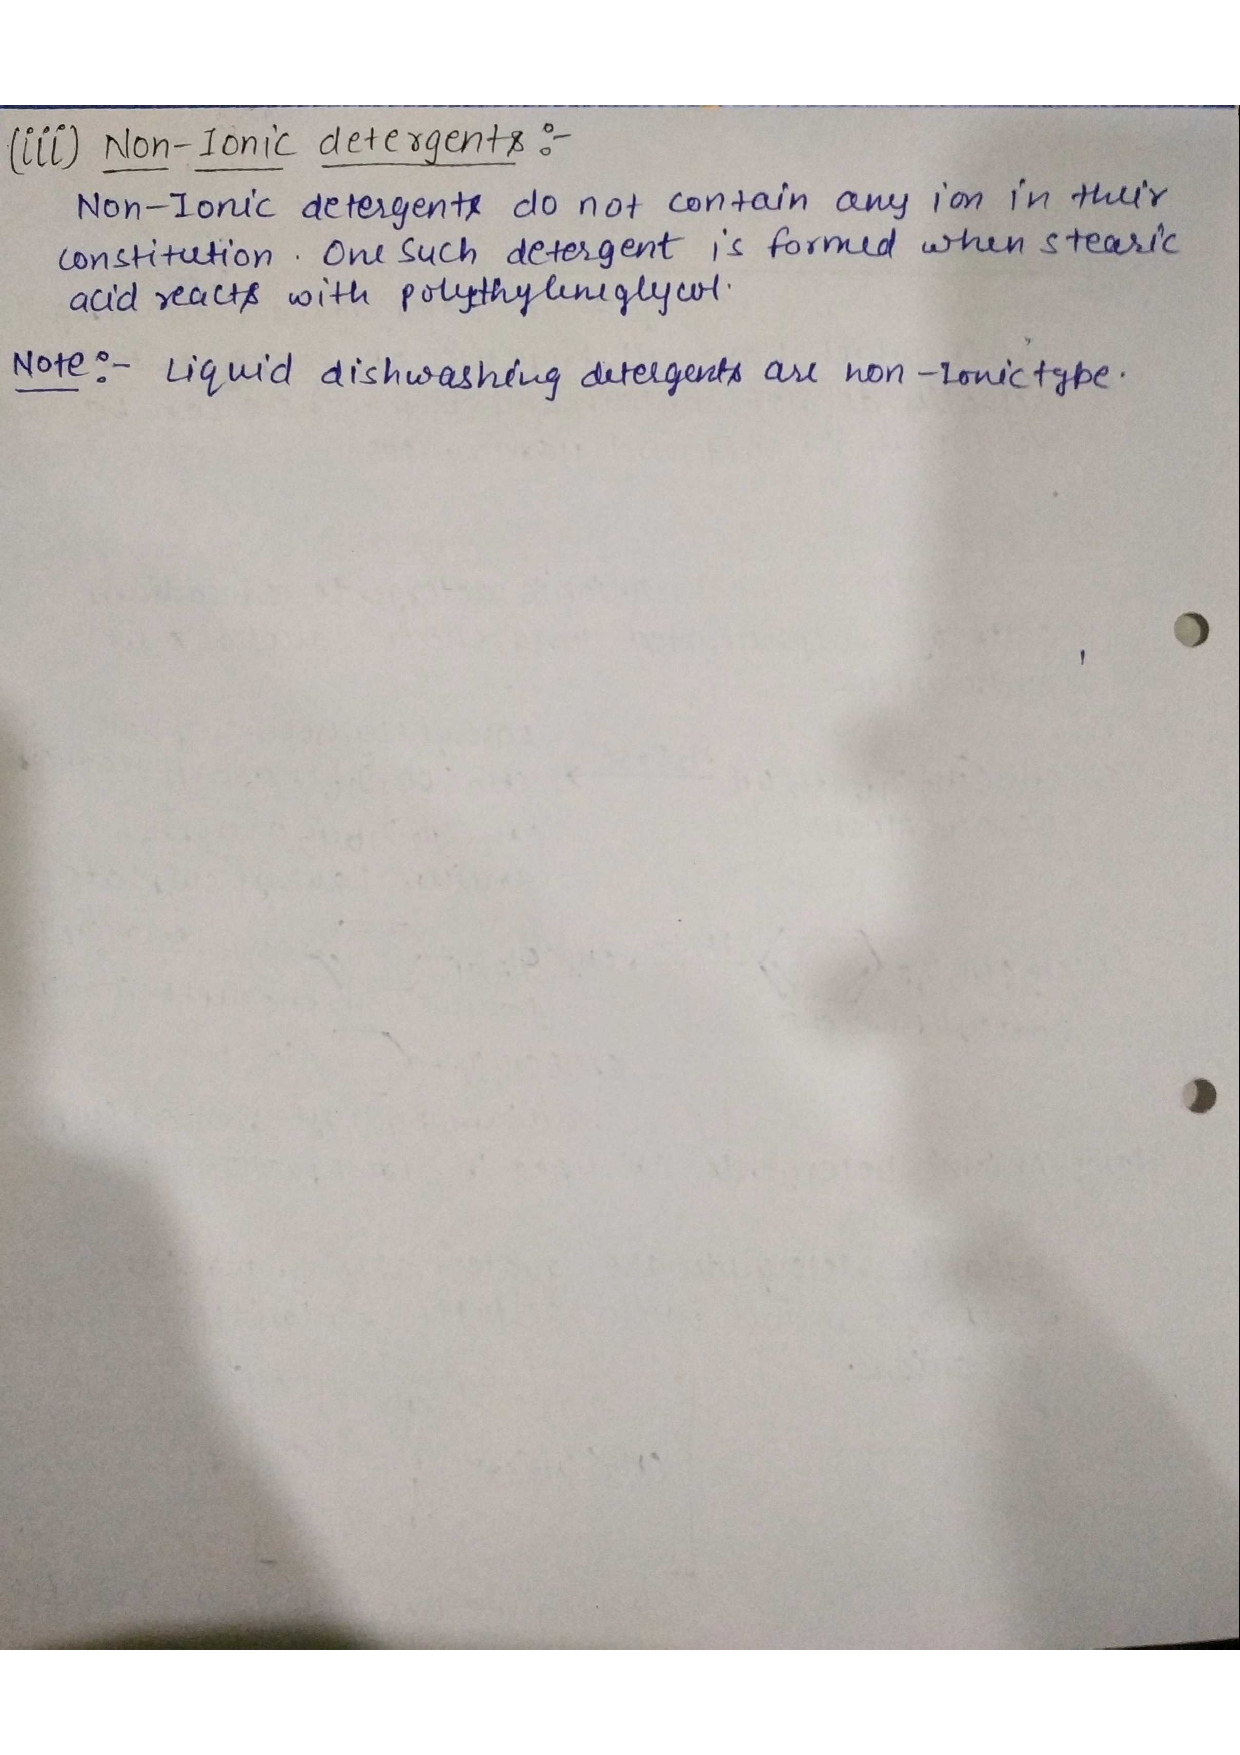 (iii) Non-Ionic detergents :-
Non-Ionic detergents do not contain any ion in their
constitution. One such detergent is formed when stearic
acid reacts with polythyleneglycol.
Note :- Liquid dishwashing detergents are non-Ionic type.